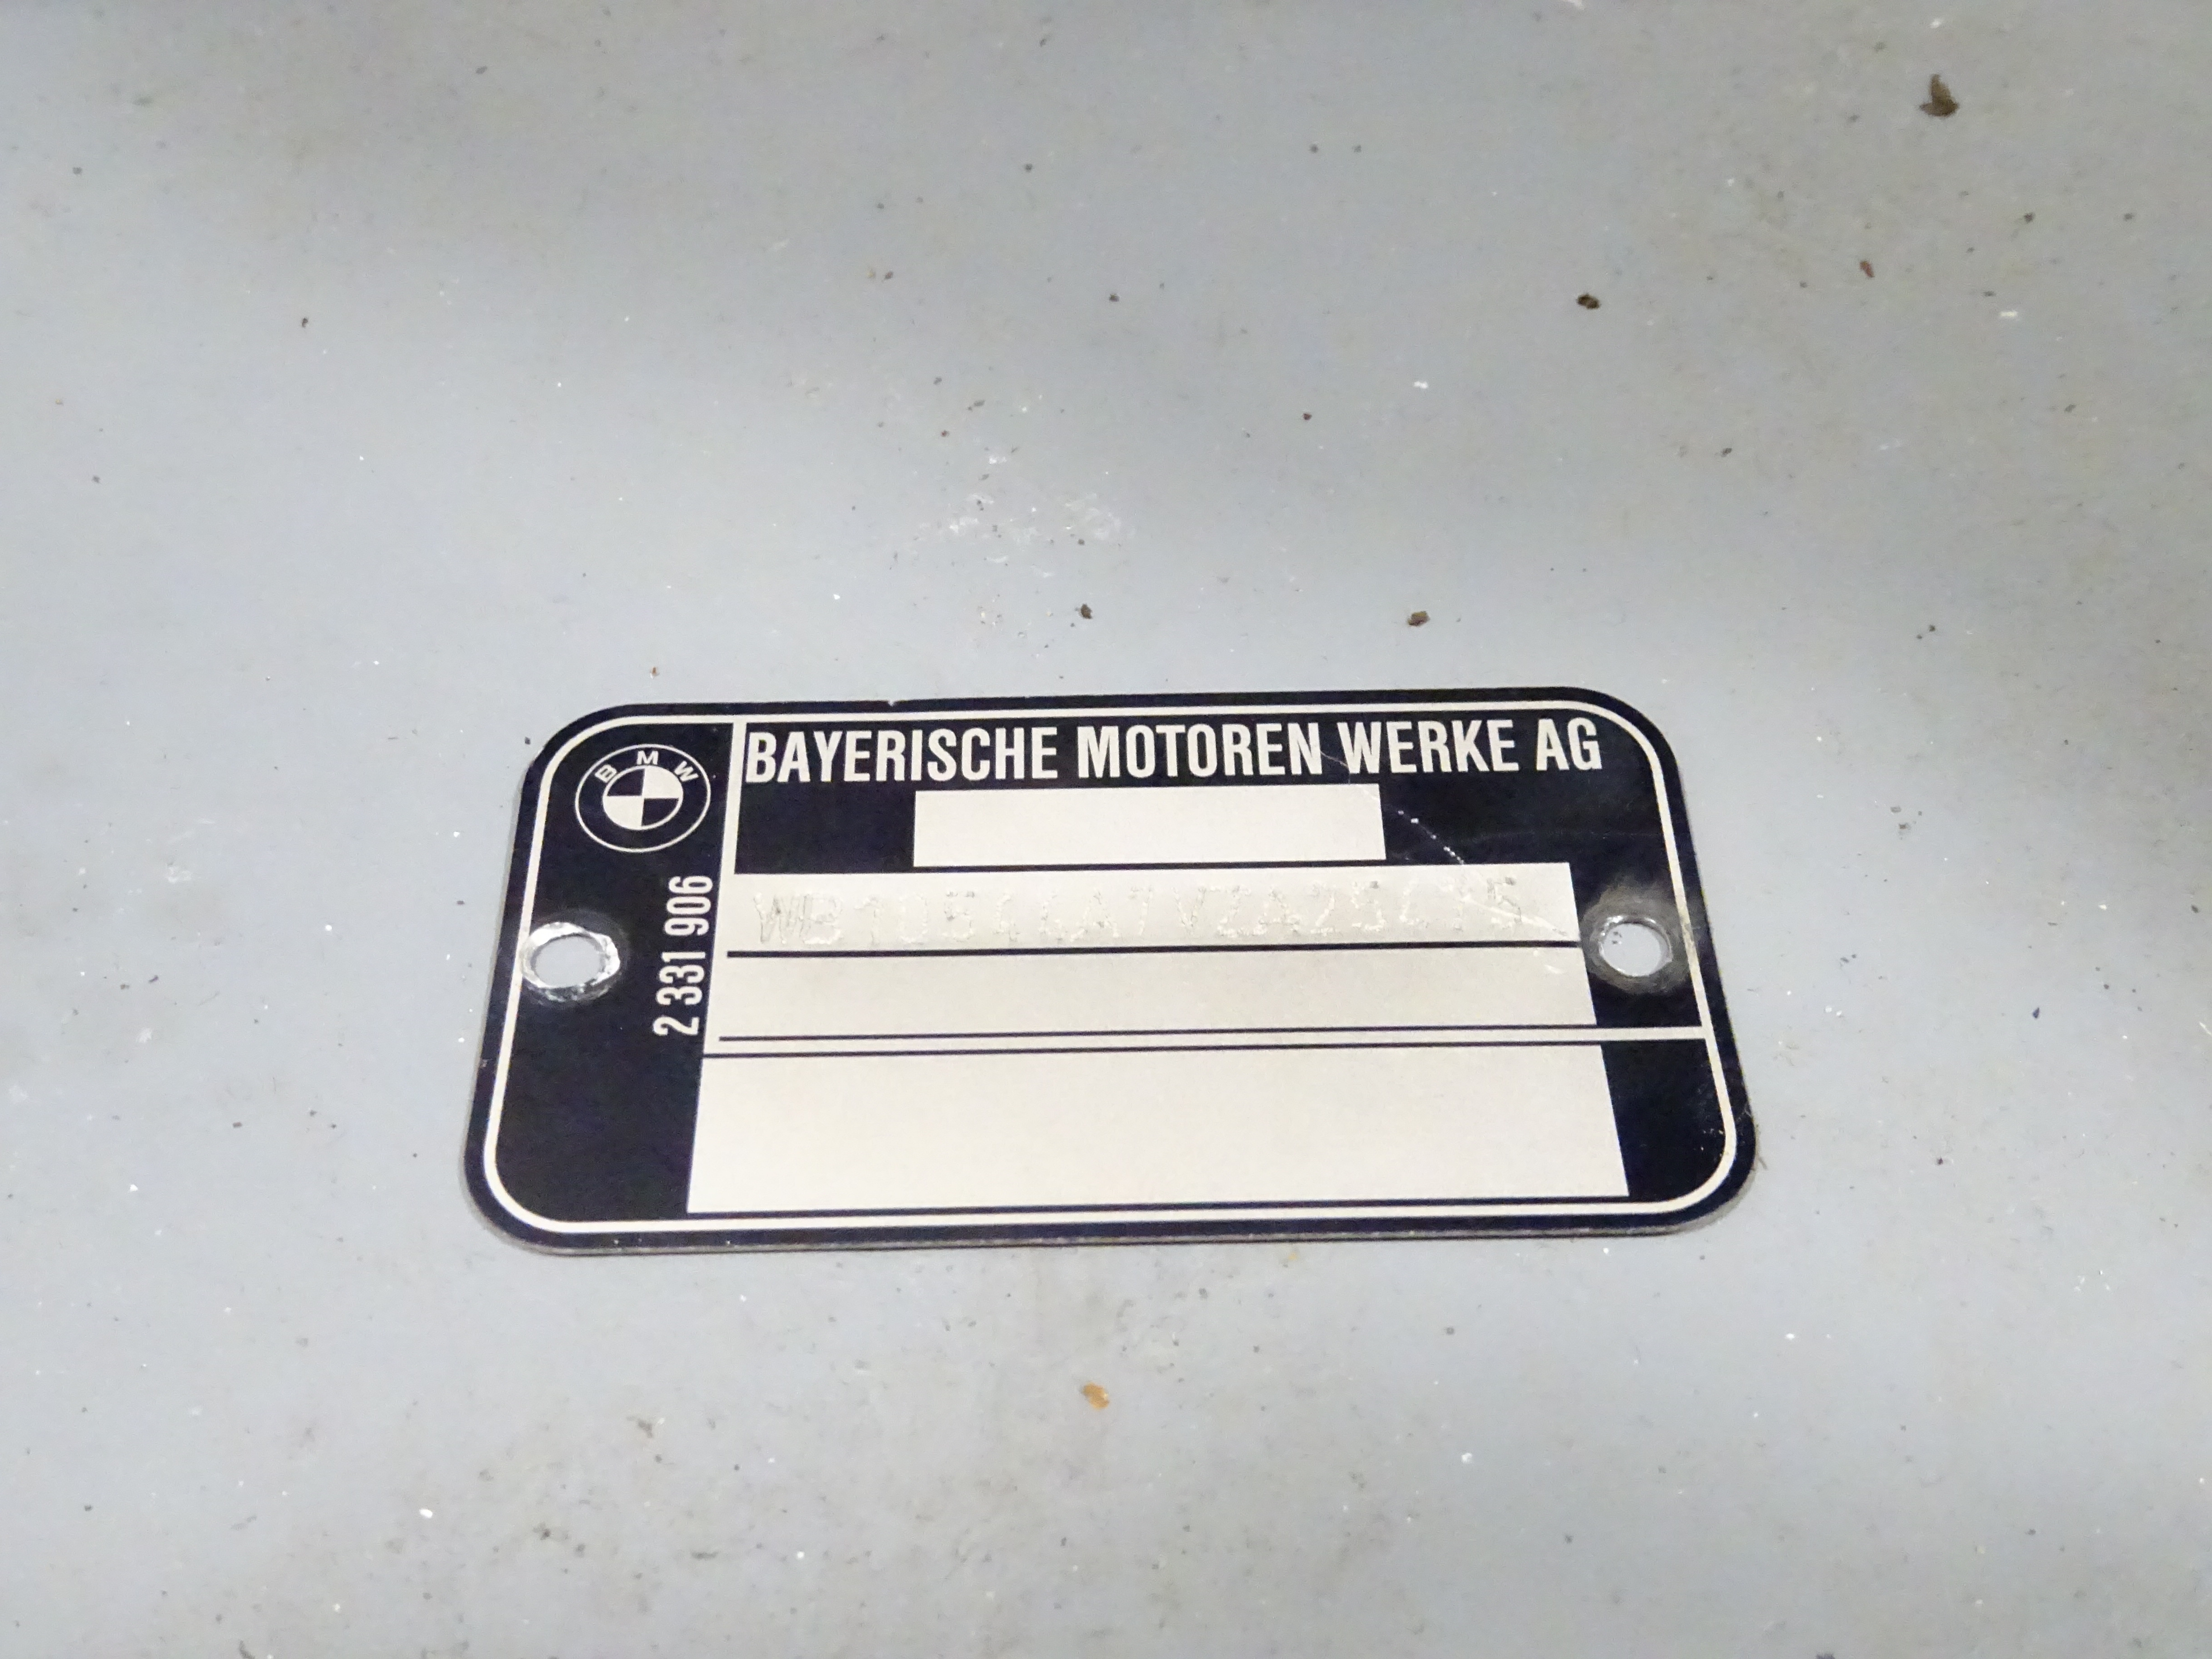 BMW
BAYERISCHE MOTOREN WERKE AG
2 331 906